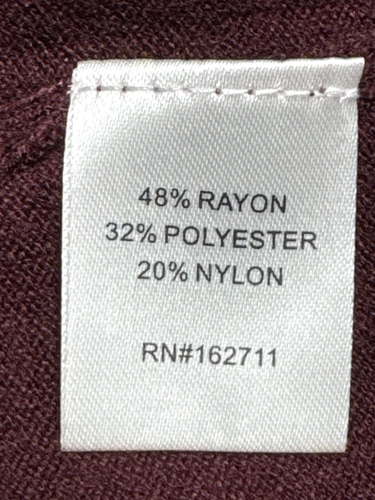 48% RAYON
32% POLYESTER
20% NYLON
RN#162711